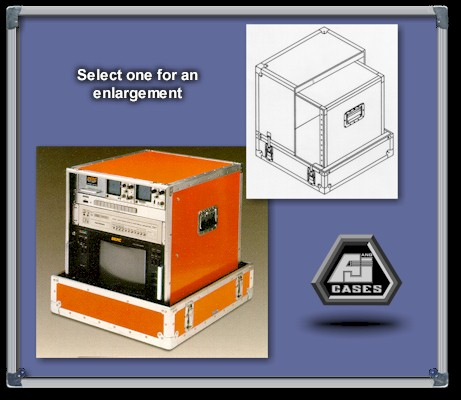 Select one for an
enlargement
A
AND
J
CASES